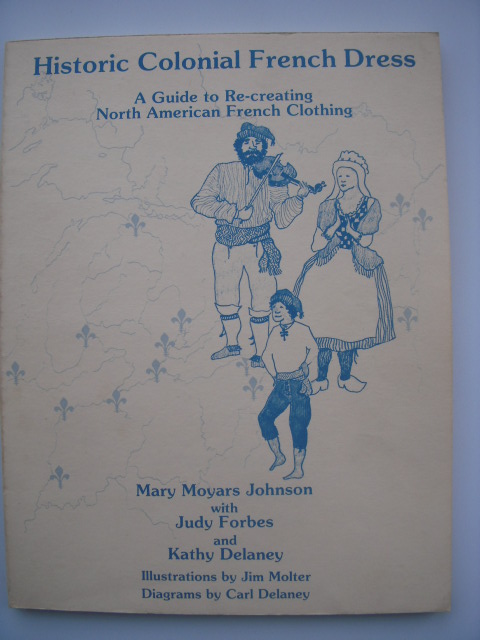 Historic Colonial French Dress
A Guide to Re-creating
North American French Clothing
Mary Moyars Johnson
with
Judy Forbes
and
Kathy Delaney
Illustrations by Jim Molter
Diagrams by Carl Delaney